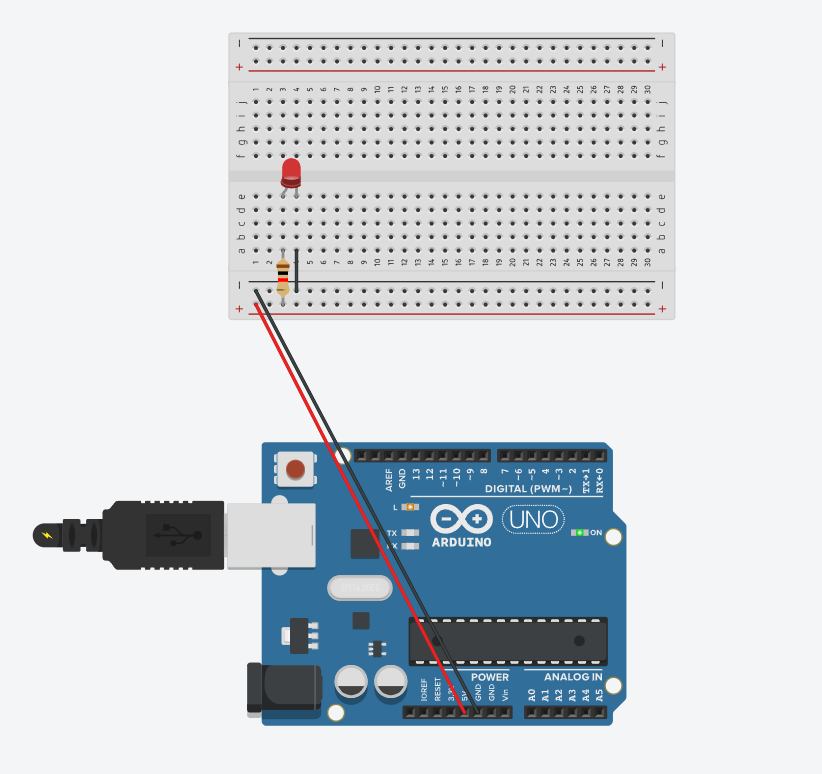 − −
+ +
1 2 3 4 5 6 7 8 9 10 11 12 13 14 15 16 17 18 19 20 21 22 23 24 25 26 27 28 29 30
j j
i i
h h
g g
f f
e e
d d
c c
b b
a a
1 2 3 4 5 6 7 8 9 10 11 12 13 14 15 16 17 18 19 20 21 22 23 24 25 26 27 28 29 30
− −
+ +
AREF GND 13 12 ~11 ~10 ~9 8 7 ~6 ~5 4 ~3 2 TX→1 RX←0
DIGITAL (PWM~)
L
UNO
TX
ON
ARDUINO
POWER ANALOG IN
IOREF RESET 5V GND GND Vin A0 A1 A2 A3 A4 A5